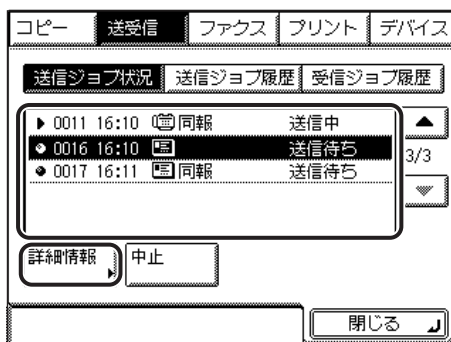 コピー 送受信 ファクス プリント デバイス
送信ジョブ状況 送信ジョブ履歴 受信ジョブ履歴
0011 16:10 同報 送信中
0016 16:10 送信待ち
0017 16:11 同報 送信待ち
3/3
詳細情報 中止
閉じる